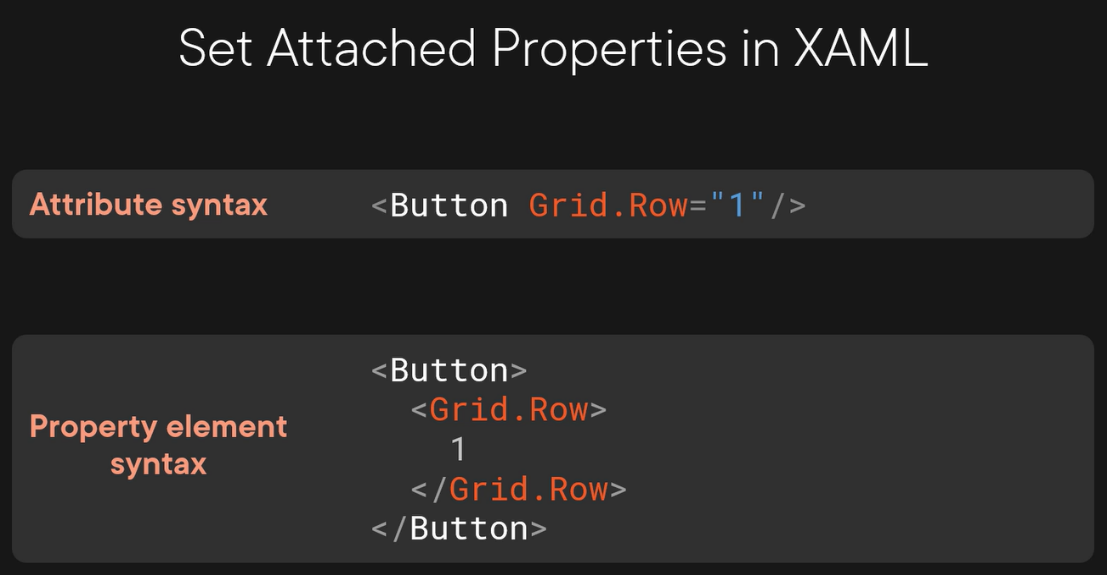 Set Attached Properties in XAML
Attribute syntax
<Button Grid.Row="1"/>
Property element
syntax
<Button>
  <Grid.Row>
    1
  </Grid.Row>
</Button>